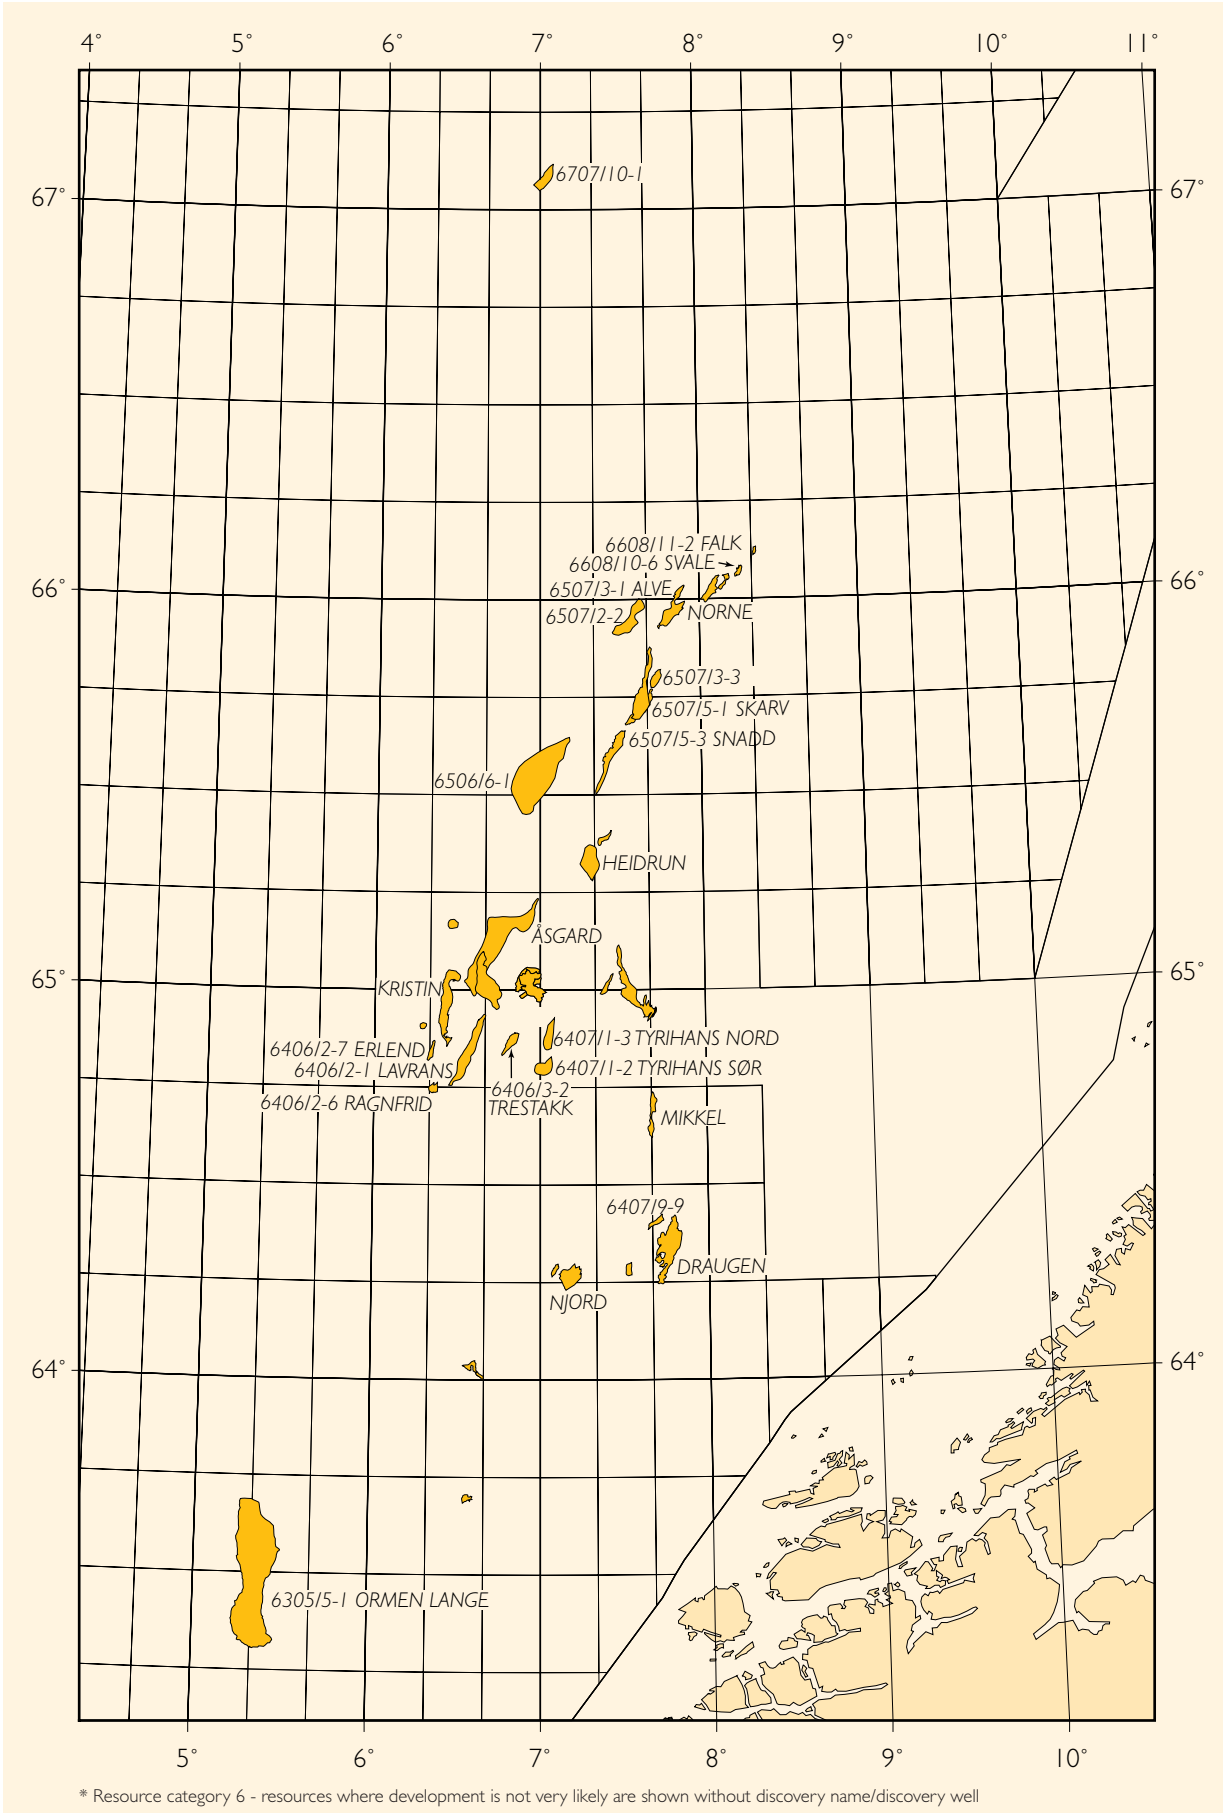 4° 5° 6° 7° 8° 9° 10° 11°
6707/10-1
67° 67°
6608/11-2 FALK
6608/10-6 SVALE
66° 66°
6507/3-1 ALVE
6507/2-2
NORNE
6507/3-3
6507/5-1 SKARV
6507/5-3 SNADD
6506/6-1
HEIDRUN
ÅSGARD
65° 65°
KRISTIN
6407/1-3 TYRIHANS NORD
6406/2-7 ERLEND
6407/1-2 TYRIHANS SØR
6406/2-1 LAVRANS
6406/3-2
TRESTAKK
6406/2-6 RAGNFRID
MIKKEL
6407/9-9
DRAUGEN
NJORD
64° 64°
6305/5-1 ORMEN LANGE
5° 6° 7° 8° 9° 10°
* Resource category 6 - resources where development is not very likely are shown without discovery name/discovery well